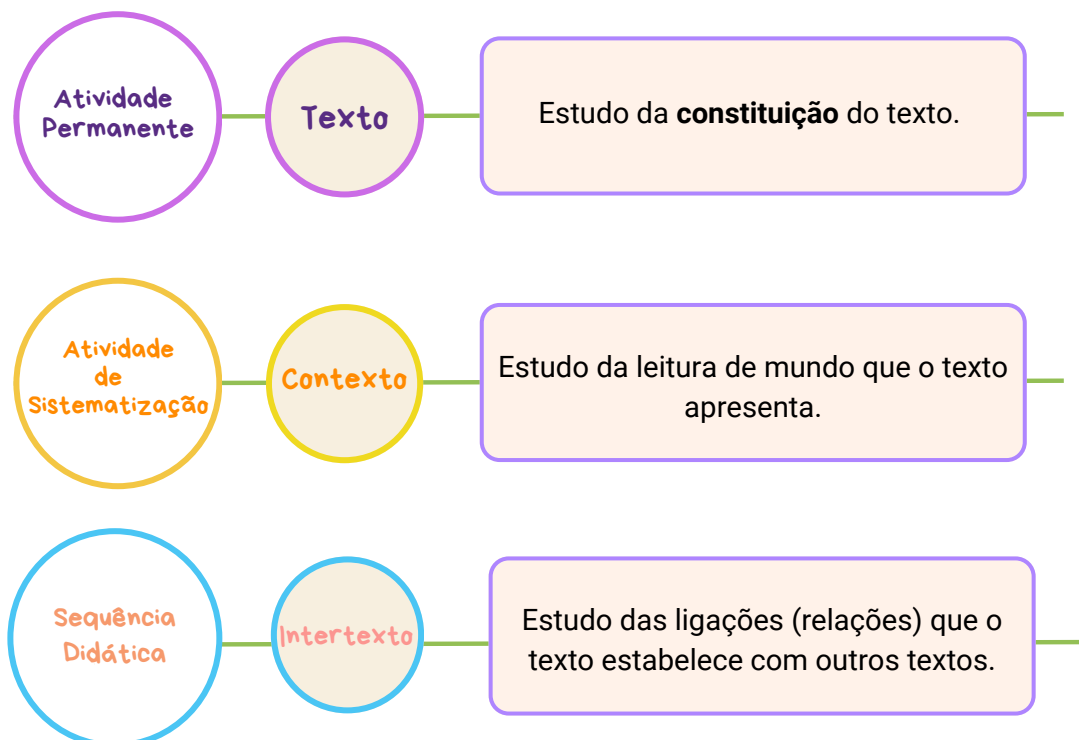 Atividade
Permanente
Texto
Estudo da constituição do texto.
Atividade
de
Sistematização
Contexto
Estudo da leitura de mundo que o texto
apresenta.
Sequência
Didática
Intertexto
Estudo das ligações (relações) que o
texto estabelece com outros textos.